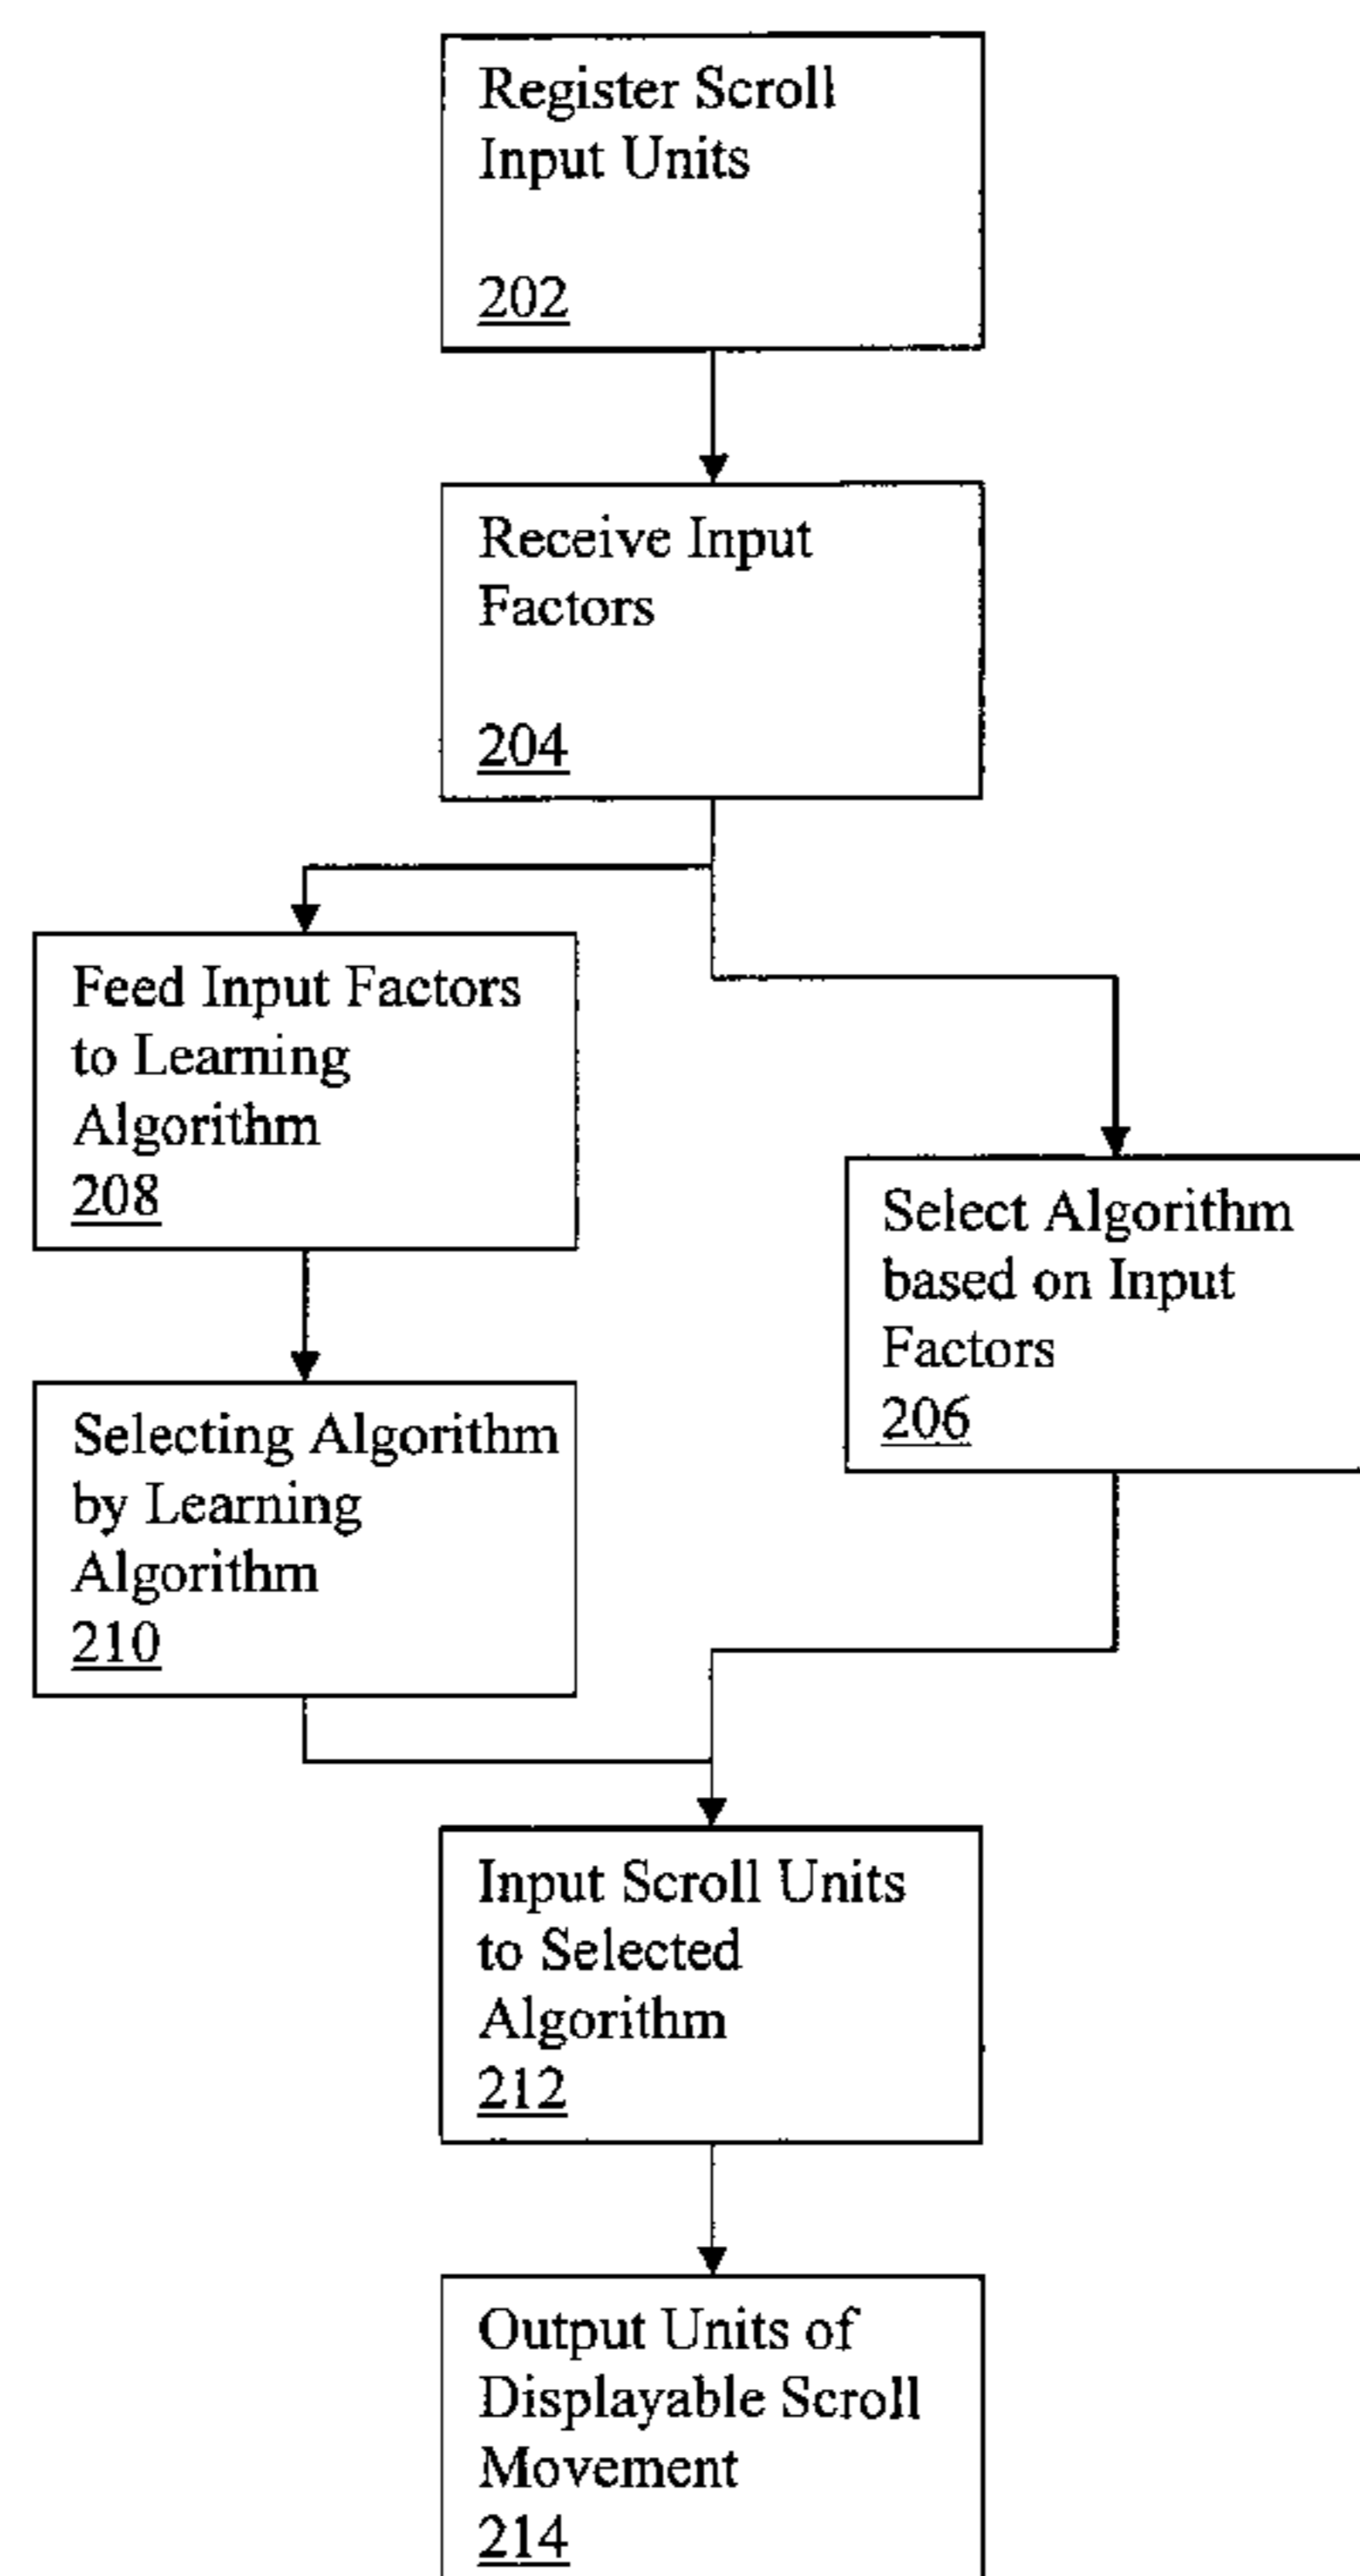 Register Scroll
Input Units
202
Receive Input
Factors
204
Feed Input Factors
to Learning
Algorithm
208
Select Algorithm
based on Input
Factors
206
Selecting Algorithm
by Learning
Algorithm
210
Input Scroll Units
to Selected
Algorithm
212
Output Units of
Displayable Scroll
Movement
214